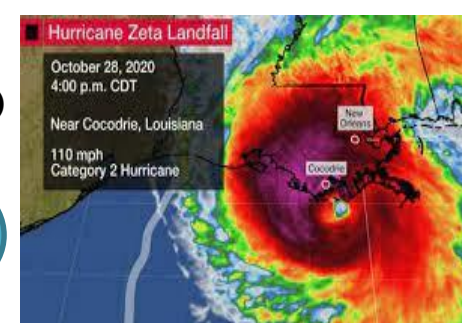 Hurricane Zeta Landfall
October 28, 2020
4:00 p.m. CDT
Near Cocodrie, Louisiana
110 mph
Category 2 Hurricane
New
Orleans
Cocodrie